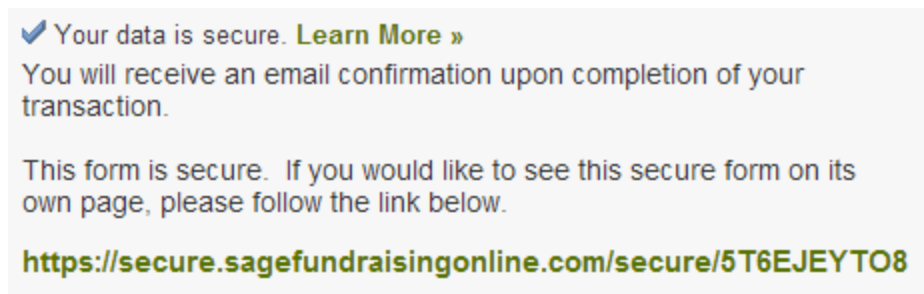 Your data is secure. Learn More »
You will receive an email confirmation upon completion of your
transaction.
This form is secure.  If you would like to see this secure form on its
own page, please follow the link below.
https://secure.sagefundraisingonline.com/secure/5T6EJEYTO8